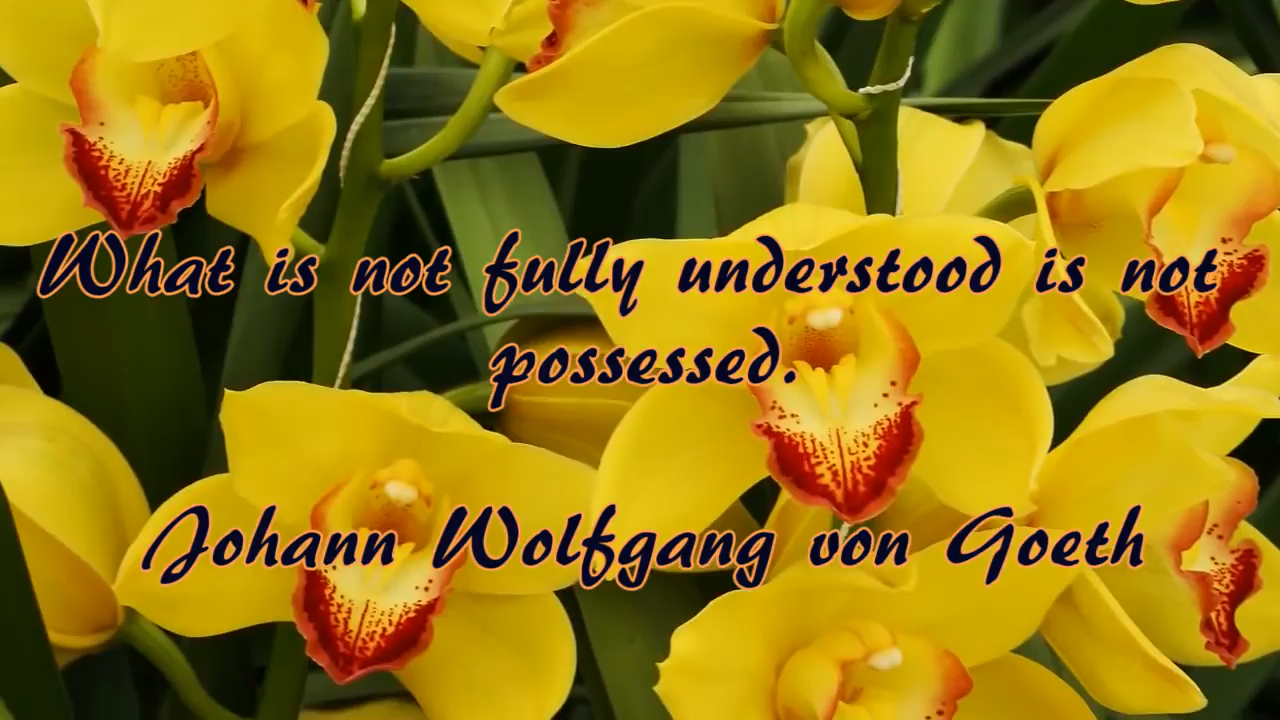 What is not fully understood is not
possessed.
Johann Wolfgang von Goeth